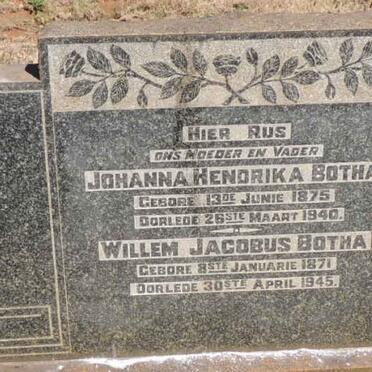 HIER RUS
ONS MOEDER EN VADER
JOHANNA HENDRIKA BOTHA
GEBORE 13DE JUNIE 1875
OORLEDE 26STE MAART 1940.
EN
WILLEM JACOBUS BOTHA
GEBORE 8STE JANUARIE 1871
OORLEDE 30STE APRIL 1945.